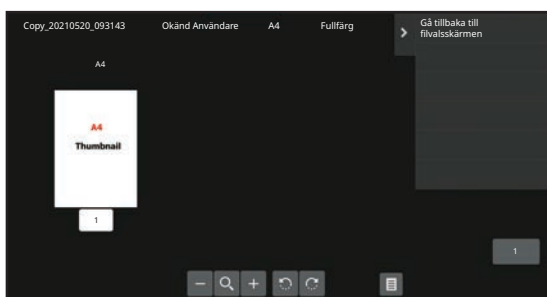 Copy_20210520_093143 Okänd Användare A4 Fullfärg
Gå tillbaka till
filvalsskärmen
A4
A4
Thumbnail
1
1